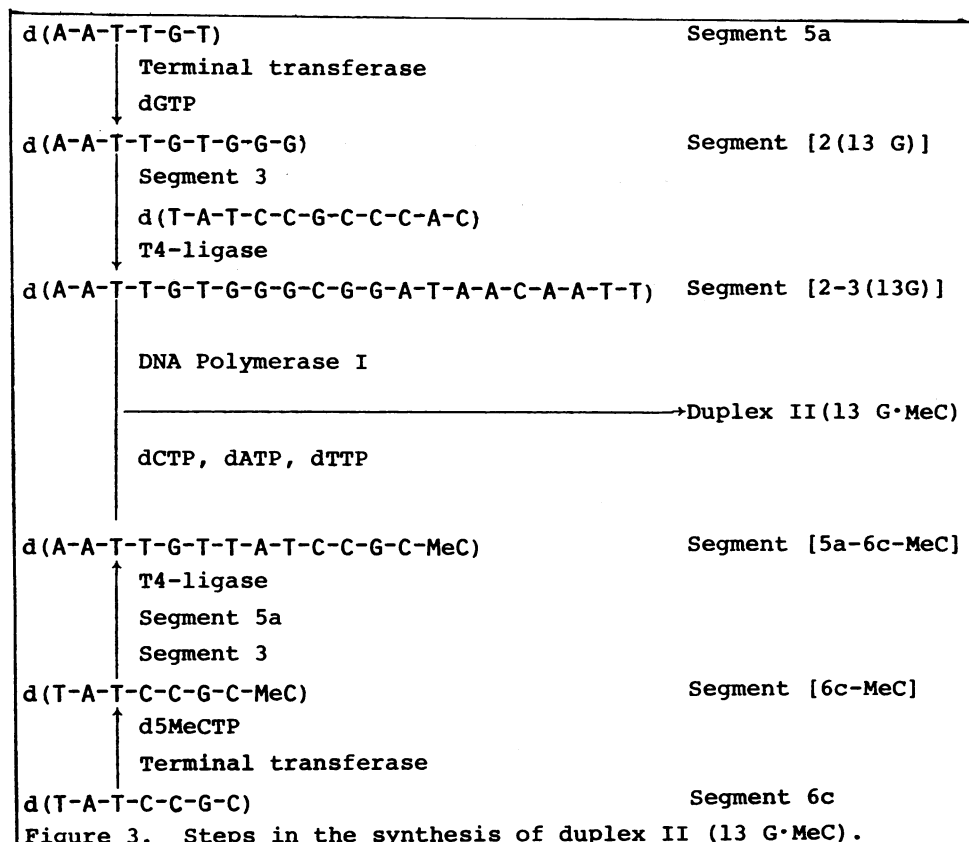 d(A-A-T-T-G-T) Segment 5a
Terminal transferase
dGTP
d(A-A-T-T-G-T-G-G-G) Segment [2(13 G)]
Segment 3
d(T-A-T-C-C-G-C-C-C-A-C)
T4-ligase
d(A-A-T-T-G-T-G-G-G-C-G-G-A-T-A-A-C-A-A-T-T) Segment [2-3(13G)]
DNA Polymerase I
Duplex II(13 G·MeC)
dCTP, dATP, dTTP
d(A-A-T-T-G-T-T-A-T-C-C-G-C-MeC) Segment [5a-6c-MeC]
T4-ligase
Segment 5a
Segment 3
d(T-A-T-C-C-G-C-MeC) Segment [6c-MeC]
d5MeCTP
Terminal transferase
d(T-A-T-C-C-G-C) Segment 6c
Figure 3. Steps in the synthesis of duplex II (13 G·MeC).